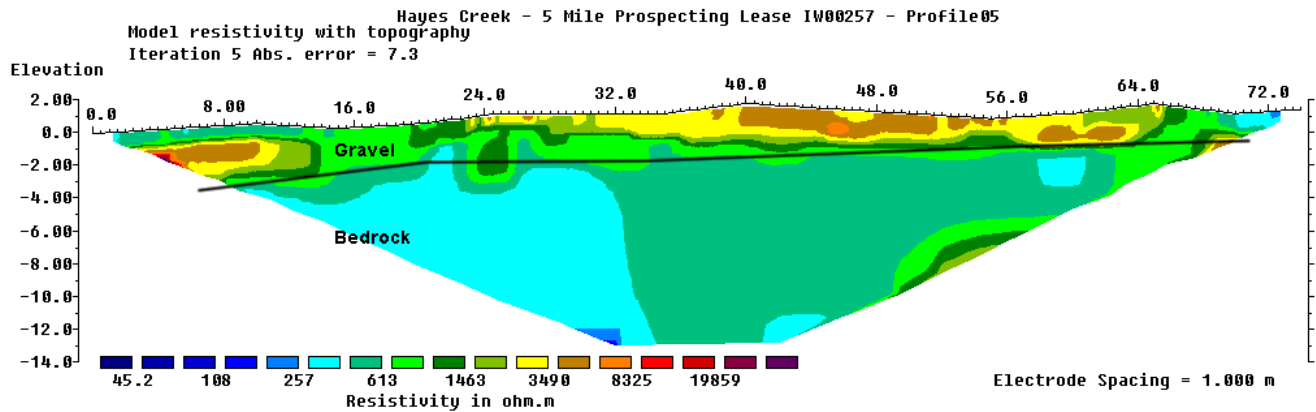 Hayes Creek - 5 Mile Prospecting Lease IW00257 - Profile05
Model resistivity with topography
Iteration 5 Abs. error = 7.3
Elevation
0.0 8.00 16.0 24.0 32.0 40.0 48.0 56.0 64.0 72.0
2.00
0.0
-2.00
-4.00
-6.00
-8.00
-10.0
-12.0
-14.0
Gravel
Bedrock
45.2 108 257 613 1463 3490 8325 19859
Resistivity in ohm.m
Electrode Spacing = 1.000 m